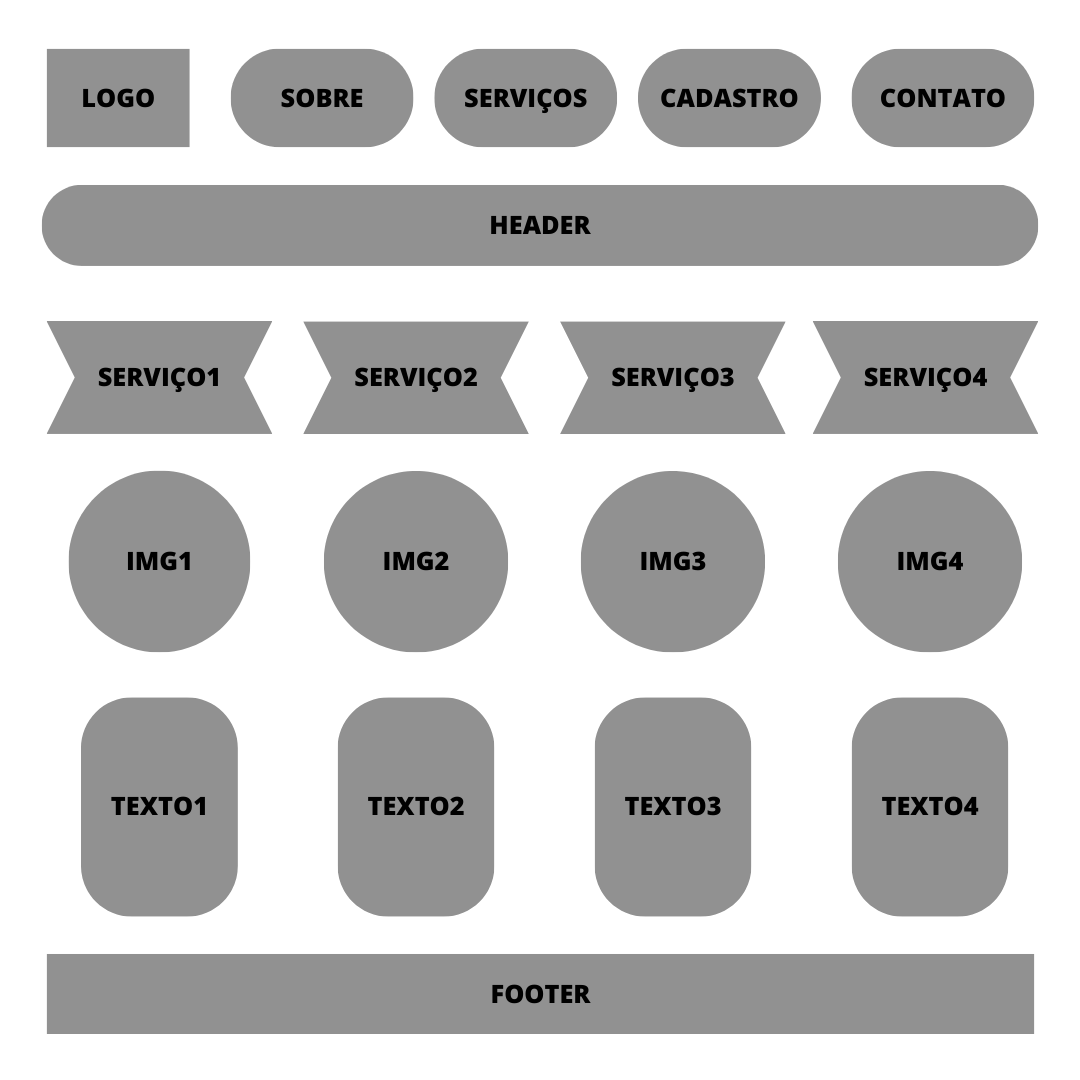 LOGO
SOBRE
SERVIÇOS
CADASTRO
CONTATO
HEADER
SERVIÇO1
SERVIÇO2
SERVIÇO3
SERVIÇO4
IMG1
IMG2
IMG3
IMG4
TEXTO1
TEXTO2
TEXTO3
TEXTO4
FOOTER